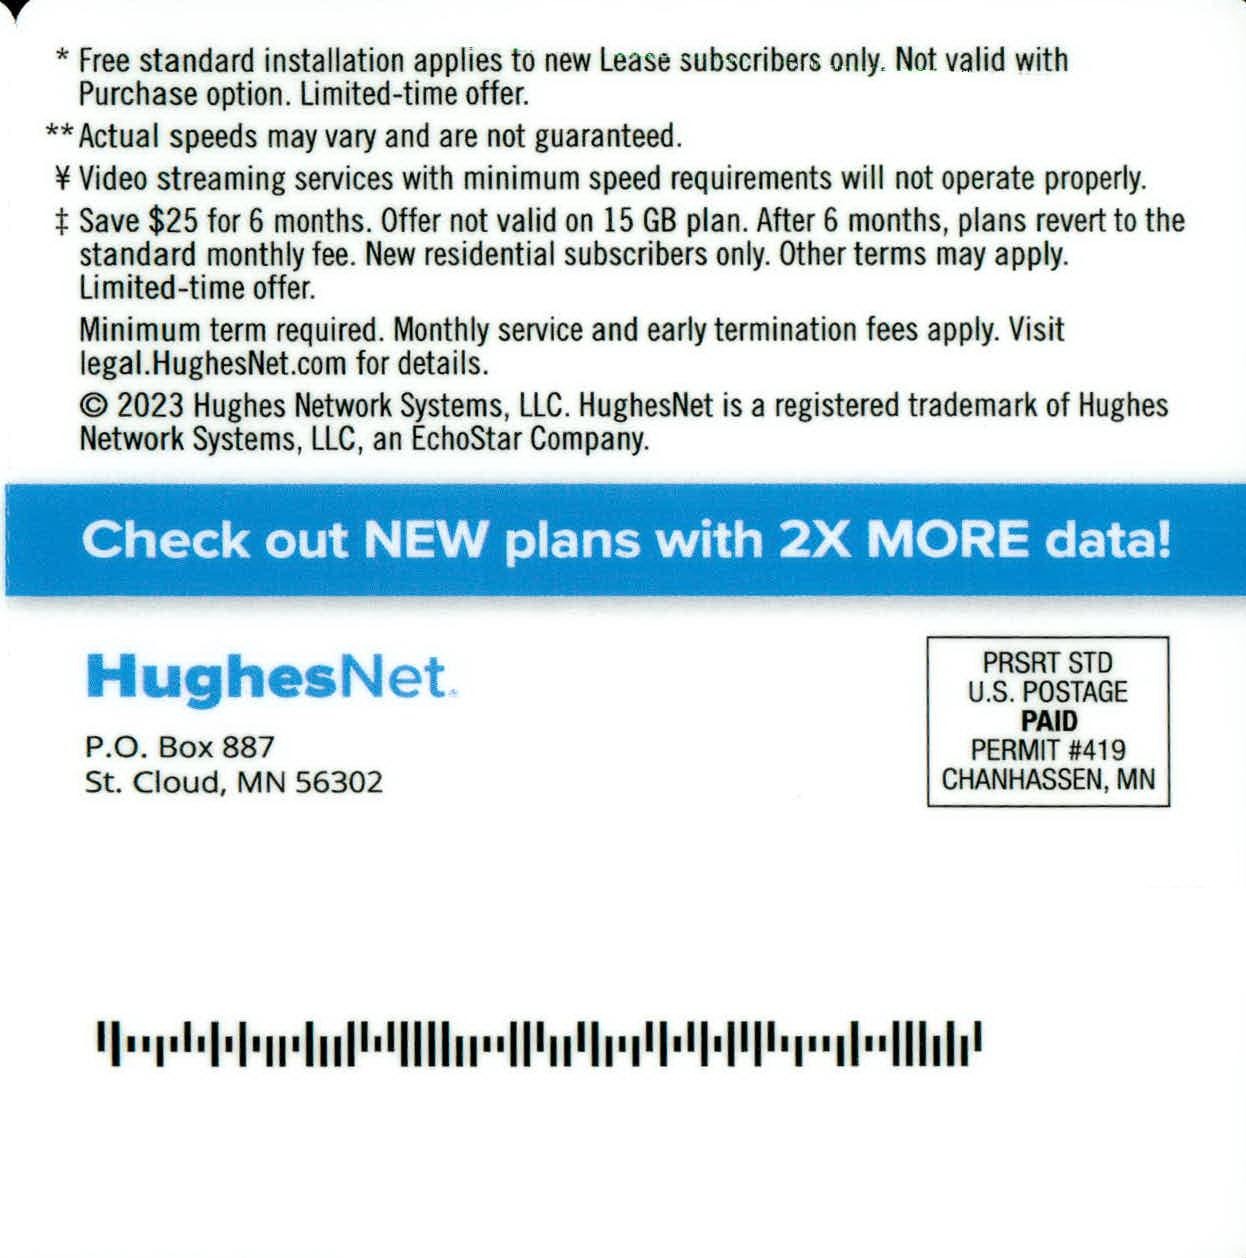 * Free standard installation applies to new Lease subscribers only. Not valid with
Purchase option. Limited-time offer.
** Actual speeds may vary and are not guaranteed.
¥ Video streaming services with minimum speed requirements will not operate properly.
‡ Save $25 for 6 months. Offer not valid on 15 GB plan. After 6 months, plans revert to the
standard monthly fee. New residential subscribers only. Other terms may apply.
Limited-time offer.
Minimum term required. Monthly service and early termination fees apply. Visit
legal.HughesNet.com for details.
© 2023 Hughes Network Systems, LLC. HughesNet is a registered trademark of Hughes
Network Systems, LLC, an EchoStar Company.
Check out NEW plans with 2X MORE data!
HughesNet®
P.O. Box 887
St. Cloud, MN 56302
PRSRT STD
U.S. POSTAGE
PAID
PERMIT #419
CHANHASSEN, MN